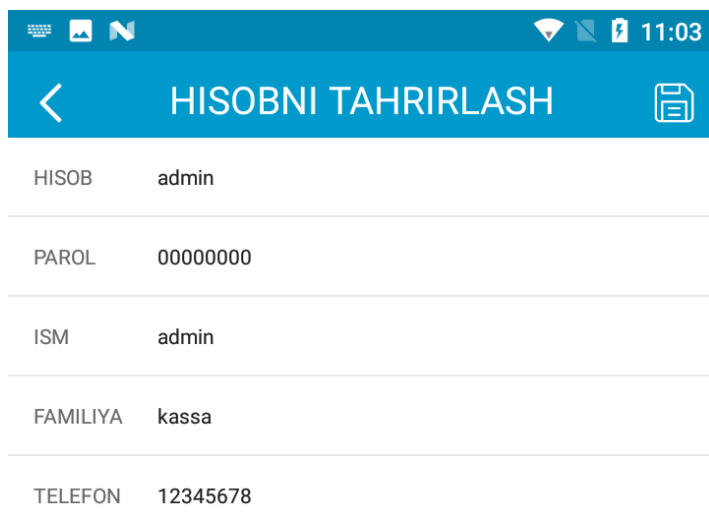 11:03
HISOBNI TAHRIRLASH
HISOB admin
PAROL 00000000
ISM admin
FAMILIYA kassa
TELEFON 12345678